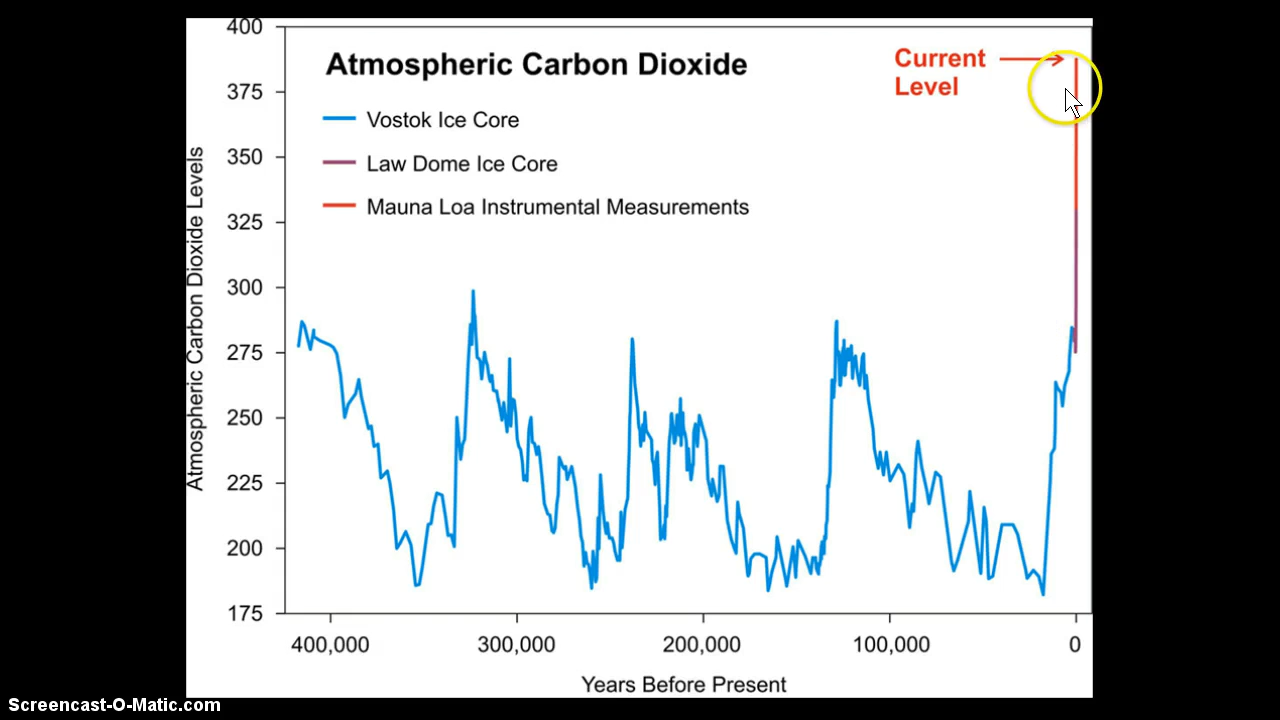 400
Atmospheric Carbon Dioxide
Current
Level
375
Vostok Ice Core
350
Law Dome Ice Core
325
Mauna Loa Instrumental Measurements
300
275
250
225
200
175
Atmospheric Carbon Dioxide Levels
400,000 300,000 200,000 100,000 0
Years Before Present
Screencast-O-Matic.com